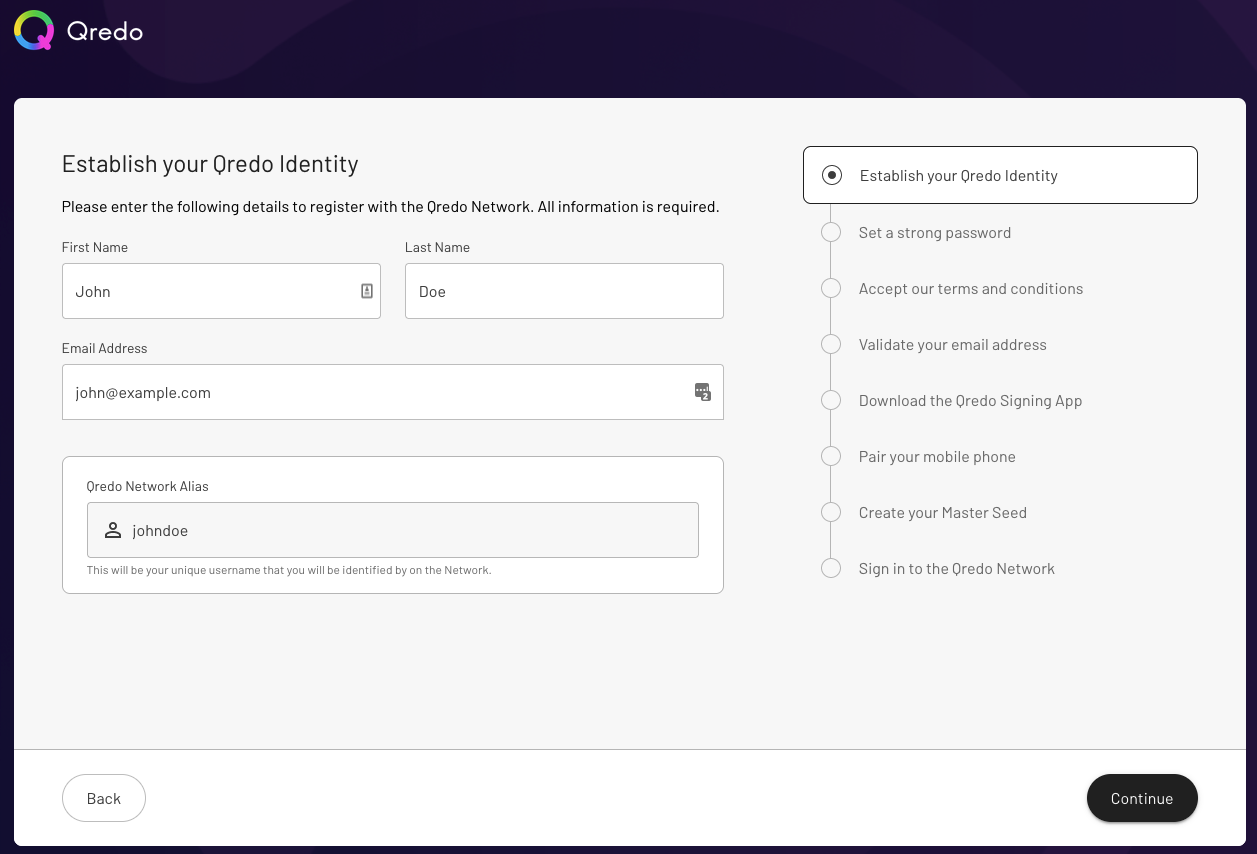 Qredo
Establish your Qredo Identity
Please enter the following details to register with the Qredo Network. All information is required.
First Name
Last Name
John
Doe
Email Address
john@example.com
2
Qredo Network Alias
johndoe
This will be your unique username that you will be identified by on the Network.
Establish your Qredo Identity
Set a strong password
Accept our terms and conditions
Validate your email address
Download the Qredo Signing App
Pair your mobile phone
Create your Master Seed
Sign in to the Qredo Network
Back
Continue